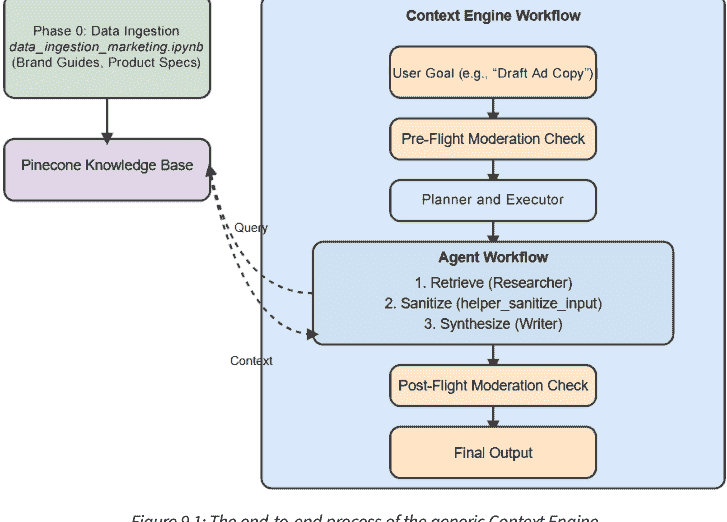 Phase 0: Data Ingestion
data_ingestion_marketing.ipynb
(Brand Guides, Product Specs)
Pinecone Knowledge Base
Query
Context
Context Engine Workflow
User Goal (e.g., “Draft Ad Copy”)
Pre-Flight Moderation Check
Planner and Executor
Agent Workflow
1. Retrieve (Researcher)
2. Sanitize (helper_sanitize_input)
3. Synthesize (Writer)
Post-Flight Moderation Check
Final Output
Figure 9.1: The end-to-end process of the generic Context Engine